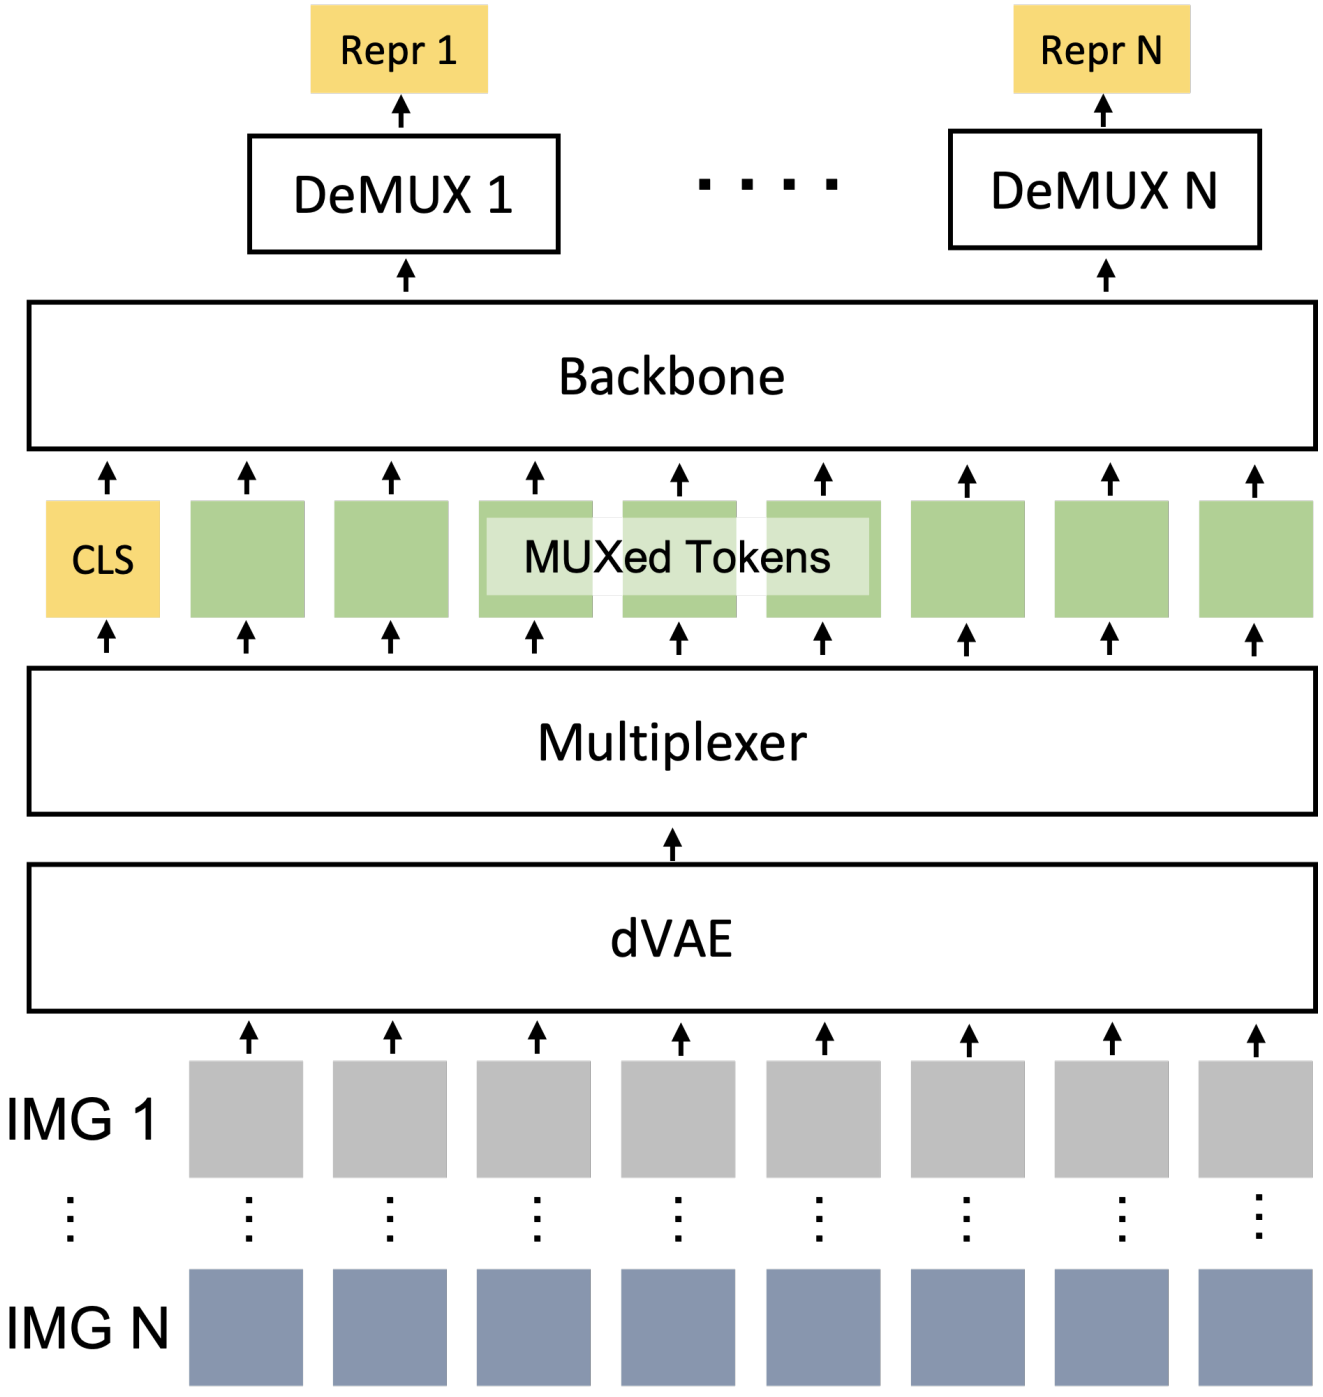 Repr 1
Repr N
DeMUX 1
DeMUX N
Backbone
CLS
MUXed Tokens
Multiplexer
dVAE
IMG 1
IMG N